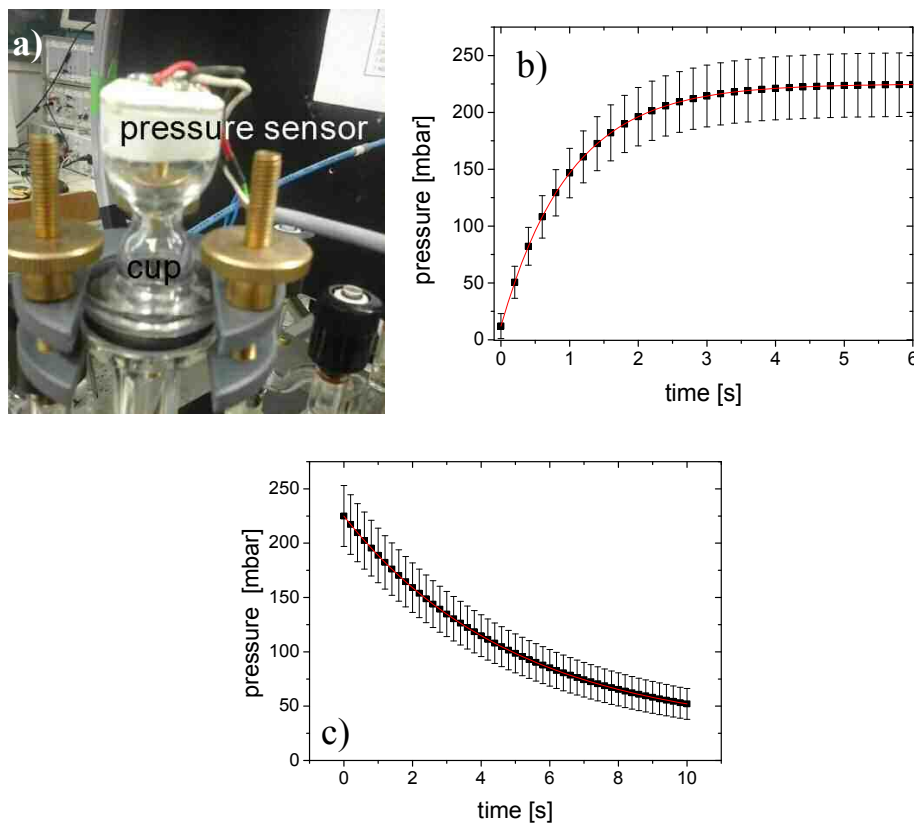 a)
pressure sensor
cup
b)
pressure [mbar]
250
200
150
100
50
0
0 1 2 3 4 5 6
time [s]
c)
pressure [mbar]
250
200
150
100
50
0
0 2 4 6 8 10
time [s]